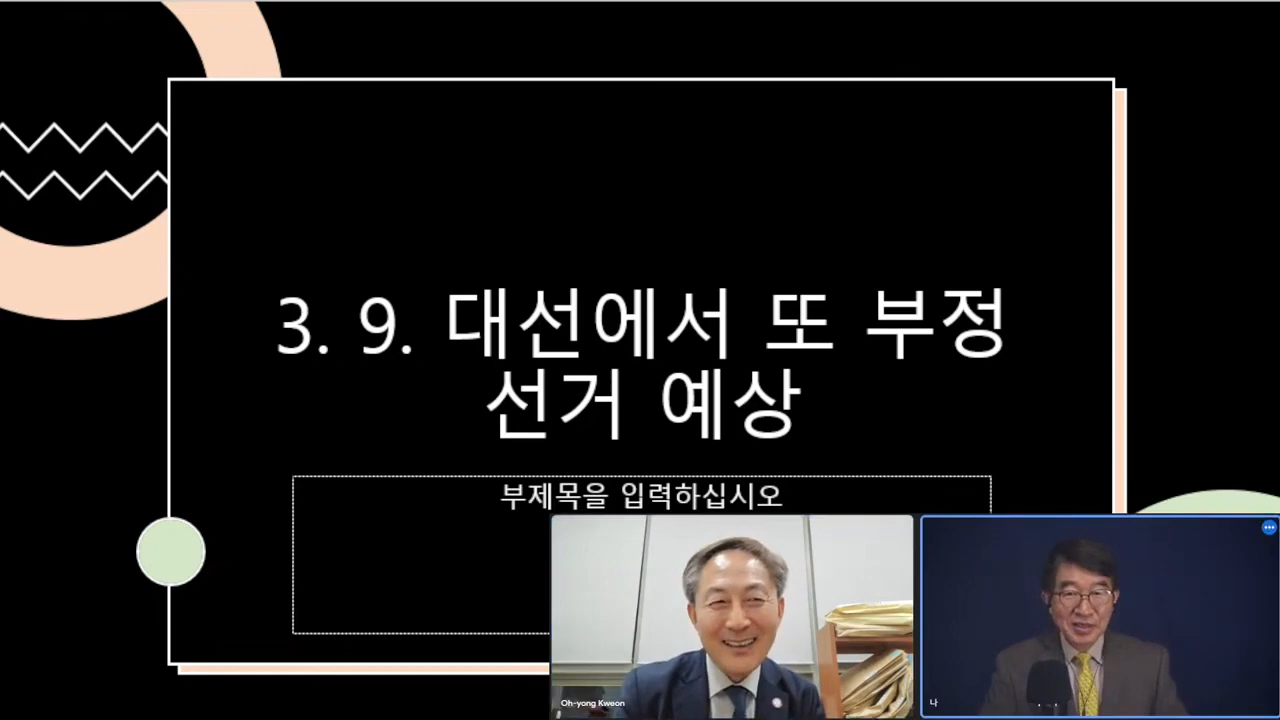 3. 9. 대선에서 또 부정
선거 예상
부제목을 입력하십시오
Oh-yong Kweon
나